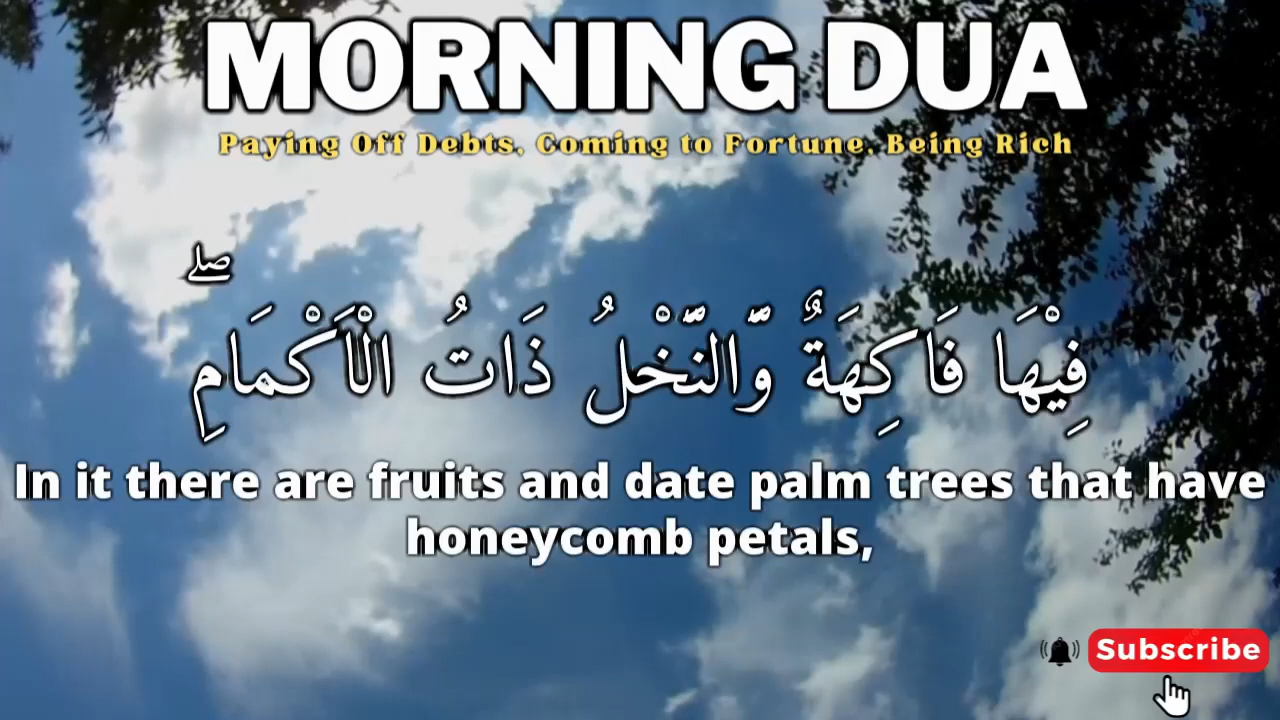 MORNING DUA
Paying Off Debts, Coming to Fortune, Being Rich
فِيْهَا فَاكِهَةٌ وَّالنَّخْلُ ذَاتُ الْاَكْمَامِۖ
In it there are fruits and date palm trees that have
honeycomb petals,
Subscribe